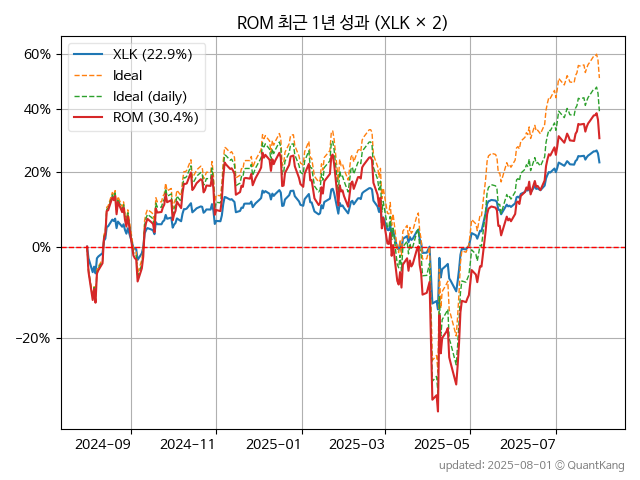 ROM 최근 1년 성과 (XLK × 2)
60%
40%
20%
0%
−20%
XLK (22.9%)
Ideal
Ideal (daily)
ROM (30.4%)
2024-09
2024-11
2025-01
2025-03
2025-05
2025-07
updated: 2025-08-01 © QuantKang